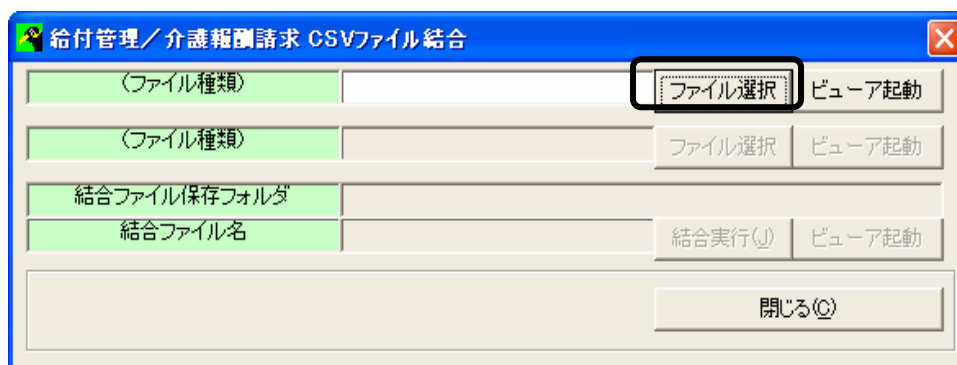 給付管理／介護報酬請求 CSVファイル結合
(ファイル種類) ファイル選択 ビューア起動
(ファイル種類) ファイル選択 ビューア起動
結合ファイル保存フォルダ
結合ファイル名 結合実行(J) ビューア起動
閉じる(C)